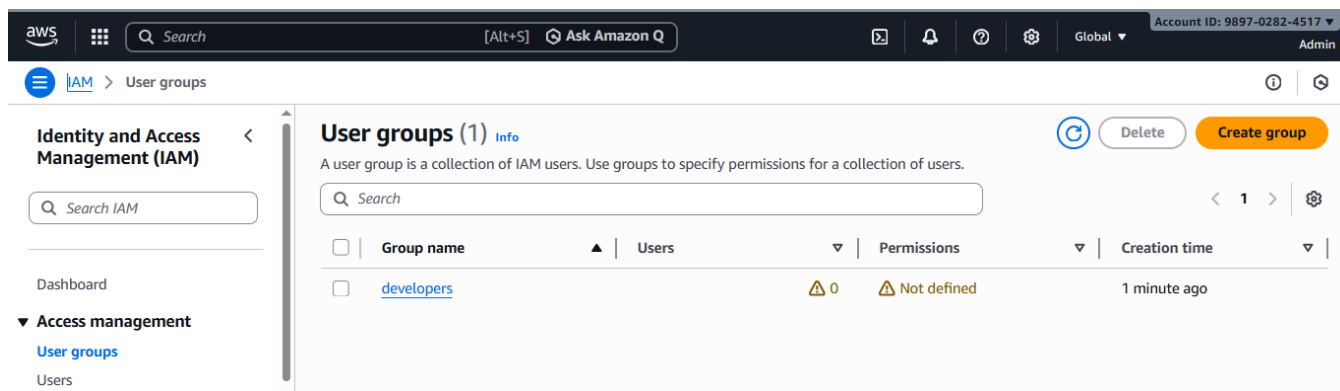 aws
Search [Alt+S] Ask Amazon Q
Global ▼
Account ID: 9897-0282-4517 ▼
Admin
IAM > User groups
Identity and Access
Management (IAM)
Search IAM
Dashboard
Access management
User groups
Users
User groups (1) Info
Delete
Create group
A user group is a collection of IAM users. Use groups to specify permissions for a collection of users.
Search
1
Group name Users Permissions Creation time
developers 0 Not defined 1 minute ago